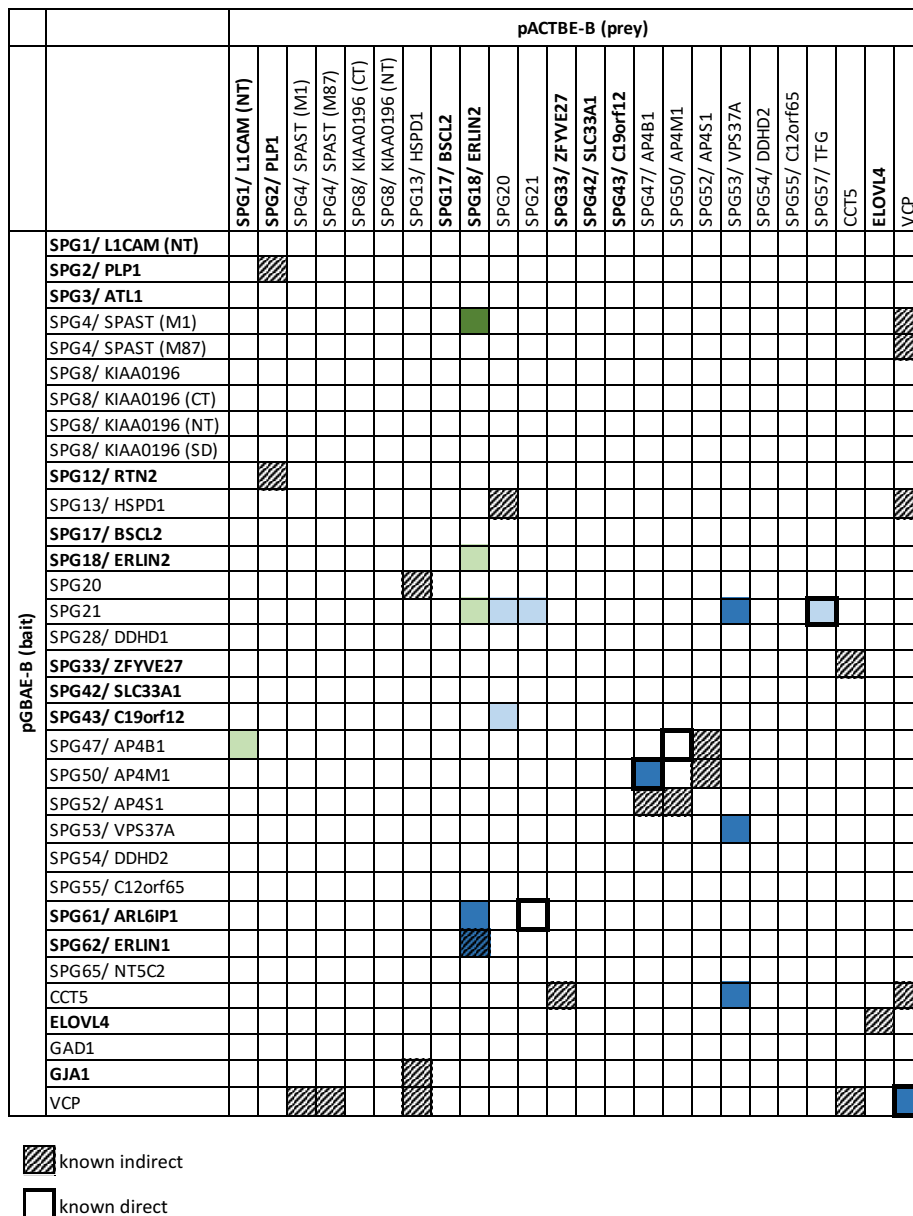 pACTBE-B (prey)
SPG1/ L1CAM (NT)
SPG2/ PLP1
SPG4/ SPAST (M1)
SPG4/ SPAST (M87)
SPG8/ KIAA0196 (CT)
SPG8/ KIAA0196 (NT)
SPG13/ HSPD1
SPG17/ BSCL2
SPG18/ ERLIN2
SPG20
SPG21
SPG33/ ZFYVE27
SPG42/ SLC33A1
SPG43/ C19orf12
SPG47/ AP4B1
SPG50/ AP4M1
SPG52/ AP4S1
SPG53/ VPS37A
SPG54/ DDHD2
SPG55/ C12orf65
SPG57/ TFG
CCT5
ELOVL4
VCP
pGBAE-B (bait)
SPG1/ L1CAM (NT)
SPG2/ PLP1
SPG3/ ATL1
SPG4/ SPAST (M1)
SPG4/ SPAST (M87)
SPG8/ KIAA0196
SPG8/ KIAA0196 (CT)
SPG8/ KIAA0196 (NT)
SPG8/ KIAA0196 (SD)
SPG12/ RTN2
SPG13/ HSPD1
SPG17/ BSCL2
SPG18/ ERLIN2
SPG20
SPG21
SPG28/ DDHD1
SPG33/ ZFYVE27
SPG42/ SLC33A1
SPG43/ C19orf12
SPG47/ AP4B1
SPG50/ AP4M1
SPG52/ AP4S1
SPG53/ VPS37A
SPG54/ DDHD2
SPG55/ C12orf65
SPG61/ ARL6IP1
SPG62/ ERLIN1
SPG65/ NT5C2
CCT5
ELOVL4
GAD1
GJA1
VCP
known indirect
known direct